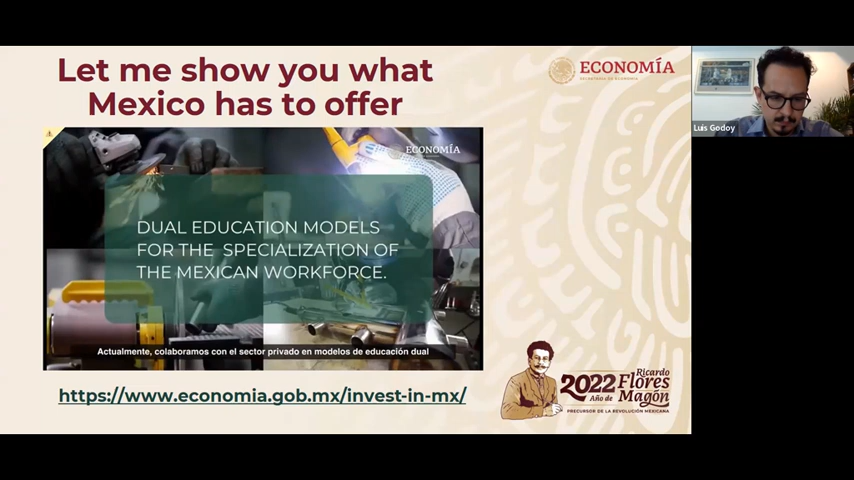 Let me show you what
Mexico has to offer
ECONOMÍA
SECRETARÍA DE ECONOMÍA
Luis Godoy
ECONOMÍA
DUAL EDUCATION MODELS
FOR THE SPECIALIZATION OF
THE MEXICAN WORKFORCE.
Actualmente, colaboramos con el sector privado en modelos de educación dual
https://www.economia.gob.mx/invest-in-mx/
2022
Año de
Ricardo
Flores
Magón
PRECURSOR DE LA REVOLUCIÓN MEXICANA